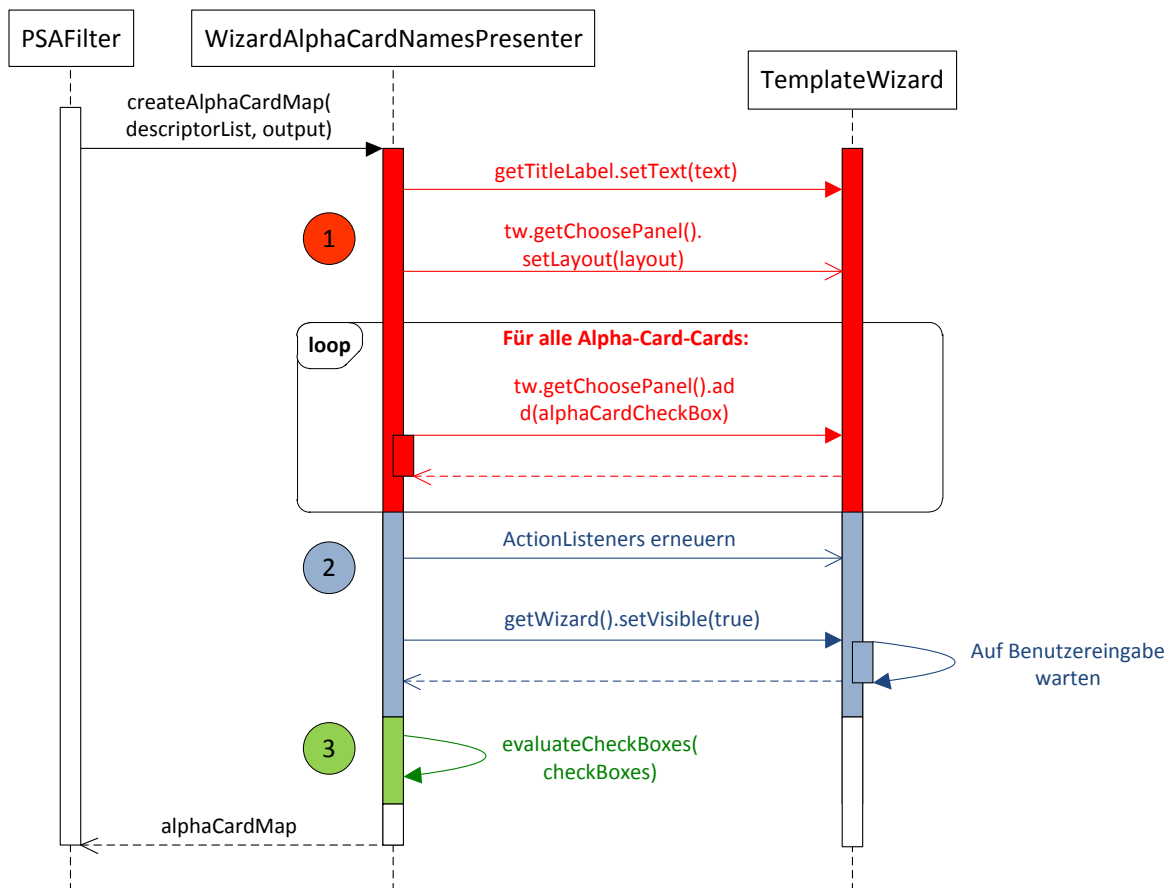 PSAFilter
WizardAlphaCardNamesPresenter
TemplateWizard
createAlphaCardMap(
descriptorList, output)
getTitleLabel.setText(text)
1
tw.getChoosePanel().
setLayout(layout)
loop
Für alle Alpha-Card-Cards:
tw.getChoosePanel().ad
d(alphaCardCheckBox)
2
ActionListeners erneuern
getWizard().setVisible(true)
Auf Benutzereingabe
warten
3
evaluateCheckBoxes(
checkBoxes)
alphaCardMap